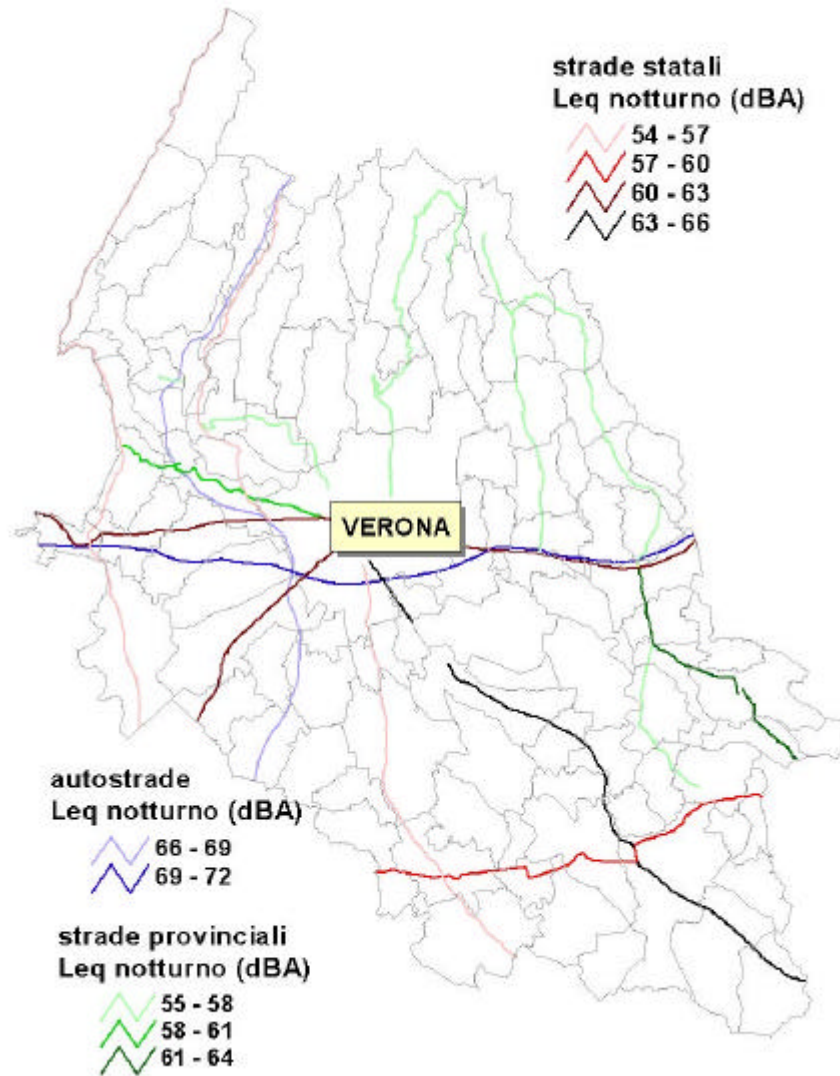 strade statali
Leq notturno (dBA)
54 - 57
57 - 60
60 - 63
63 - 66
VERONA
autostrade
Leq notturno (dBA)
66 - 69
69 - 72
strade provinciali
Leq notturno (dBA)
55 - 58
58 - 61
61 - 64